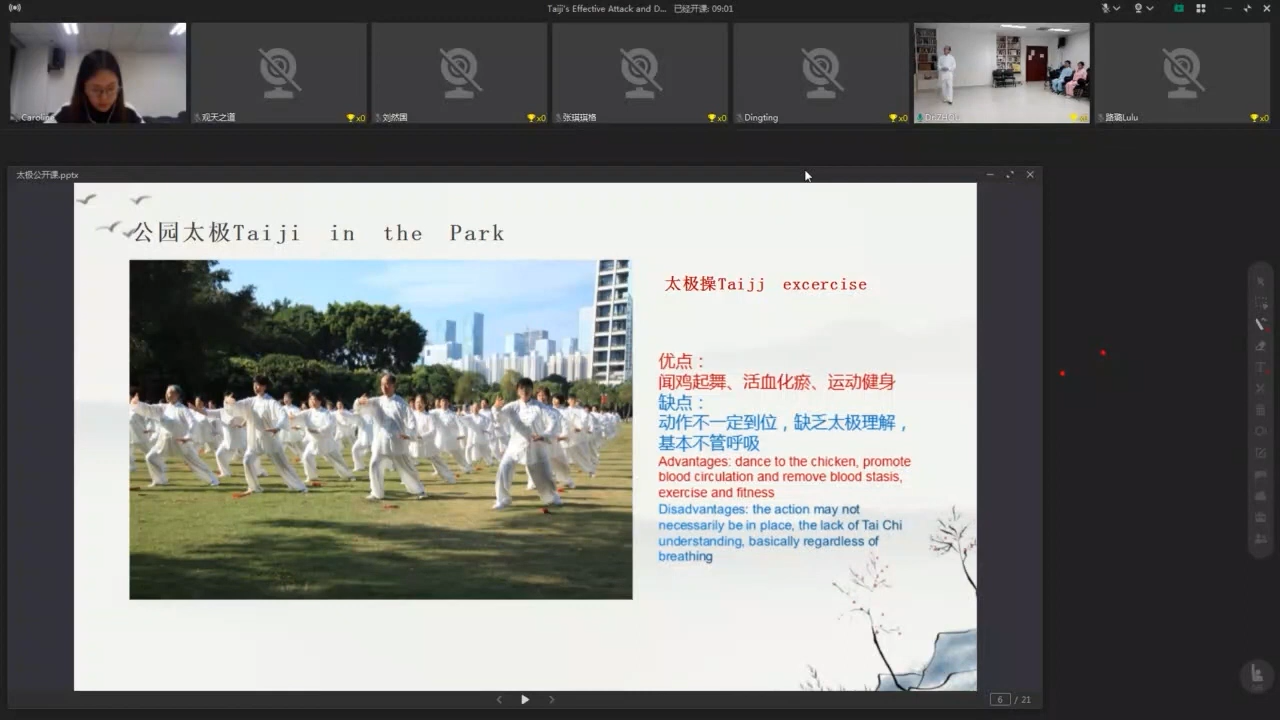 Taiji's Effective Attack and D... 已经开课: 09:01
Caroline
观天之道
x0
刘然国
x0
张琪琪格
x0
Dingting
x0
路璐Lulu
x0
太极公开课.pptx
公园太极Taiji in the Park
太极操Taijj excercise
优点：
闻鸡起舞、活血化瘀、运动健身
缺点：
动作不一定到位，缺乏太极理解，
基本不管呼吸
Advantages: dance to the chicken, promote
blood circulation and remove blood stasis,
exercise and fitness
Disadvantages: the action may not
necessarily be in place, the lack of Tai Chi
understanding, basically regardless of
breathing
6 / 21